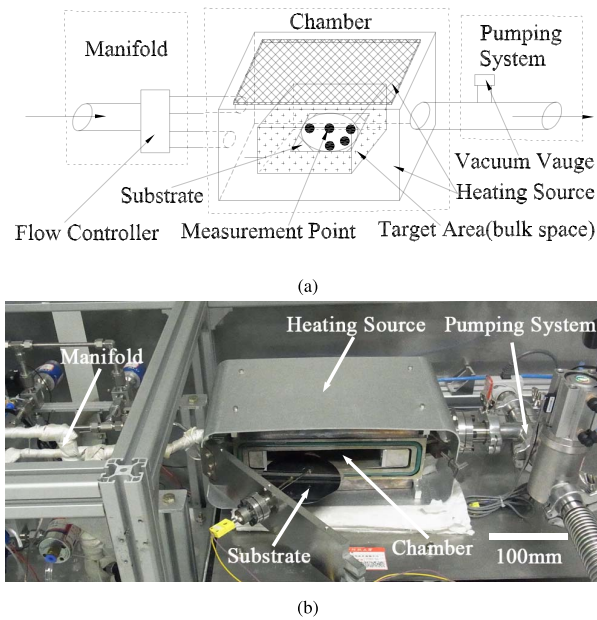 Chamber
Manifold
Pumping
System
Vacuum Vauge
Substrate
Heating Source
Flow Controller
Measurement Point
Target Area(bulk space)
(a)
Heating Source
Pumping System
Manifold
Substrate
Chamber
100mm
(b)